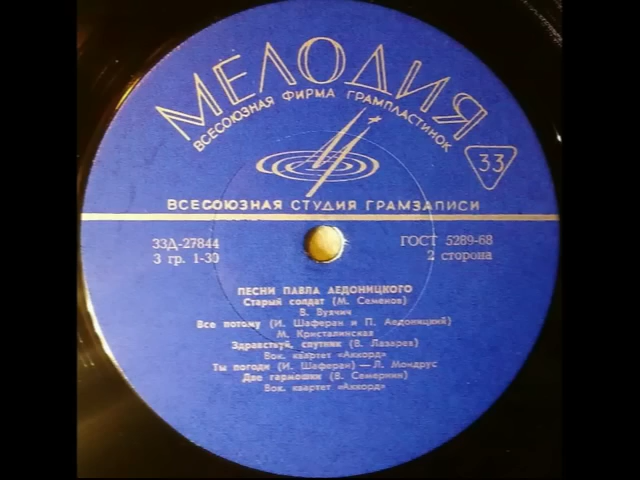 МЕЛОДИЯ
ВСЕСОЮЗНАЯ ФИРМА ГРАМПЛАСТИНОК
33
ВСЕСОЮЗНАЯ СТУДИЯ ГРАМЗАПИСИ
33Д-27844
ГОСТ 5289-68
3 гр. 1-30
2 сторона
ПЕСНИ ПАВЛА АЕДОНИЦКОГО
Старый солдат (М. Семенов)
В. Вуячич
Все потому (И. Шаферан и П. Аедоницкий)
М. Кристалинская
Здравствуй, спутник (В. Лазарев)
Вок. квартет «Аккорд»
Ты погоди (И. Шаферан) — Л. Мондрус
Две гармошки (В. Семернин)
Вок. квартет «Аккорд»